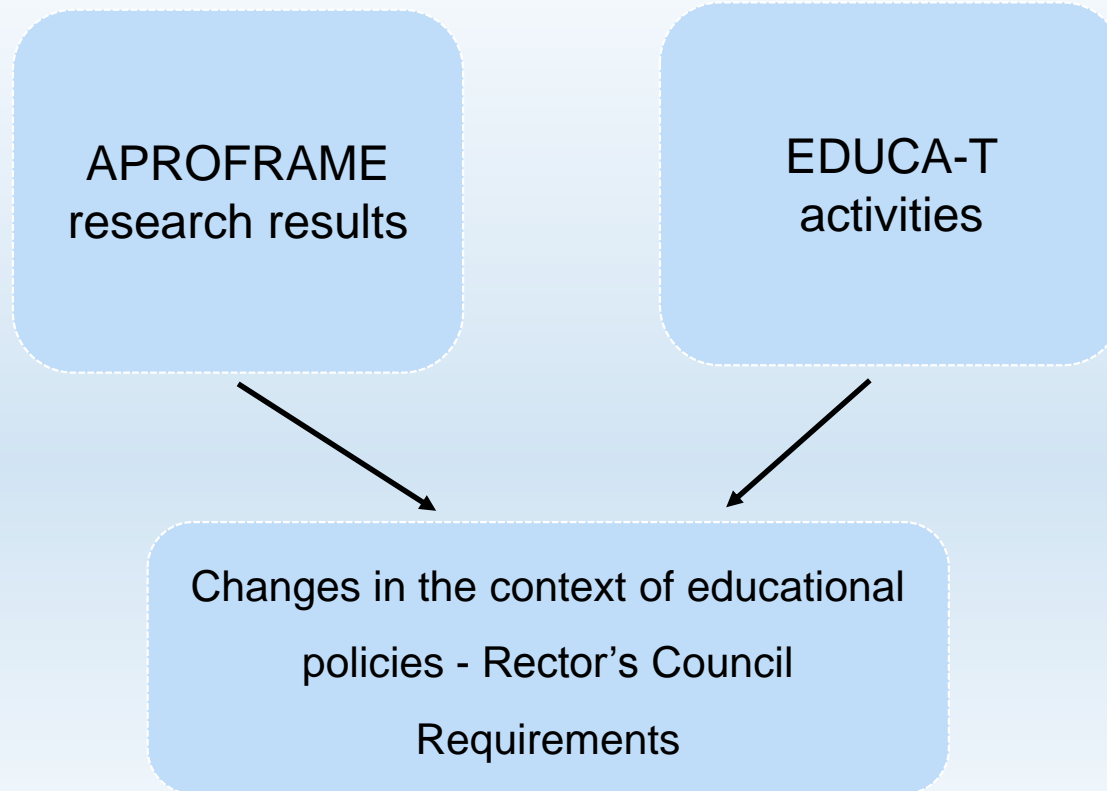 APROFRAME
research results
EDUCA-T
activities
Changes in the context of educational
policies - Rector’s Council
Requirements